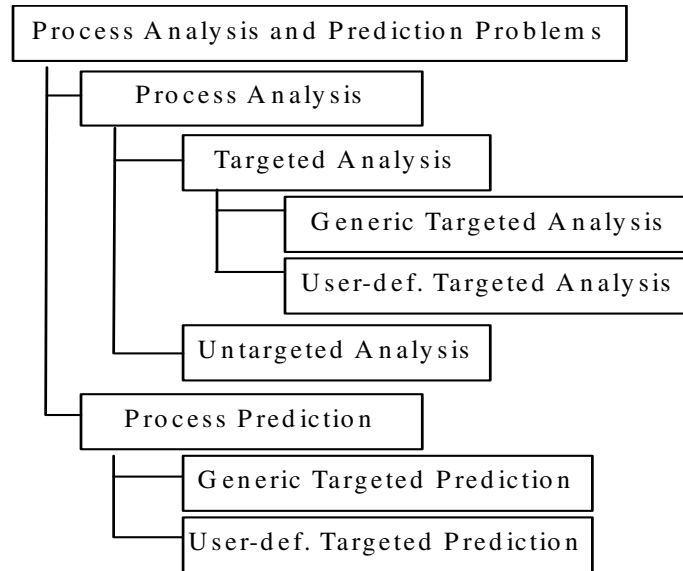 Process Analysis and Prediction Problems
Process Analysis
Targeted Analysis
Generic Targeted Analysis
User-def. Targeted Analysis
Untargeted Analysis
Process Prediction
Generic Targeted Prediction
User-def. Targeted Prediction